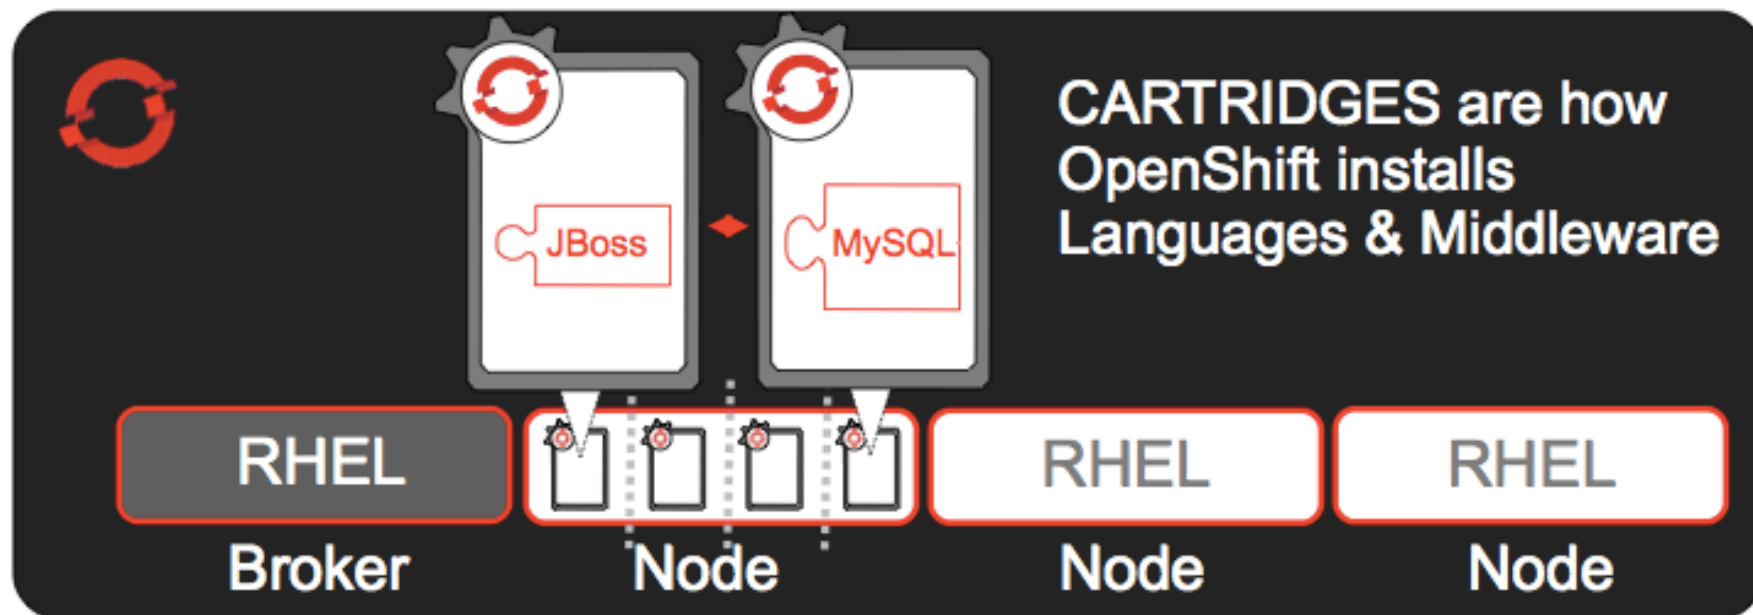 CARTRIDGES are how
OpenShift installs
Languages & Middleware
JBoss
MySQL
RHEL
RHEL
RHEL
Broker
Node
Node
Node